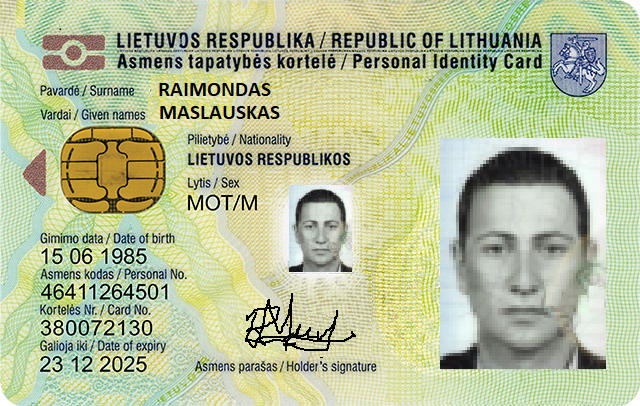 LIETUVOS RESPUBLIKA / REPUBLIC OF LITHUANIA
Asmens tapatybės kortelė / Personal Identity Card
Pavardė / Surname RAIMONDAS
Vardai / Given names MASLAUSKAS
Pilietybė / Nationality
LIETUVOS RESPUBLIKOS
Lytis / Sex
MOT/M
Gimimo data / Date of birth
15 06 1985
Asmens kodas / Personal No.
46411264501
Kortelės Nr. / Card No.
380072130
Galioja iki / Date of expiry
23 12 2025
Asmens parašas / Holder's signature